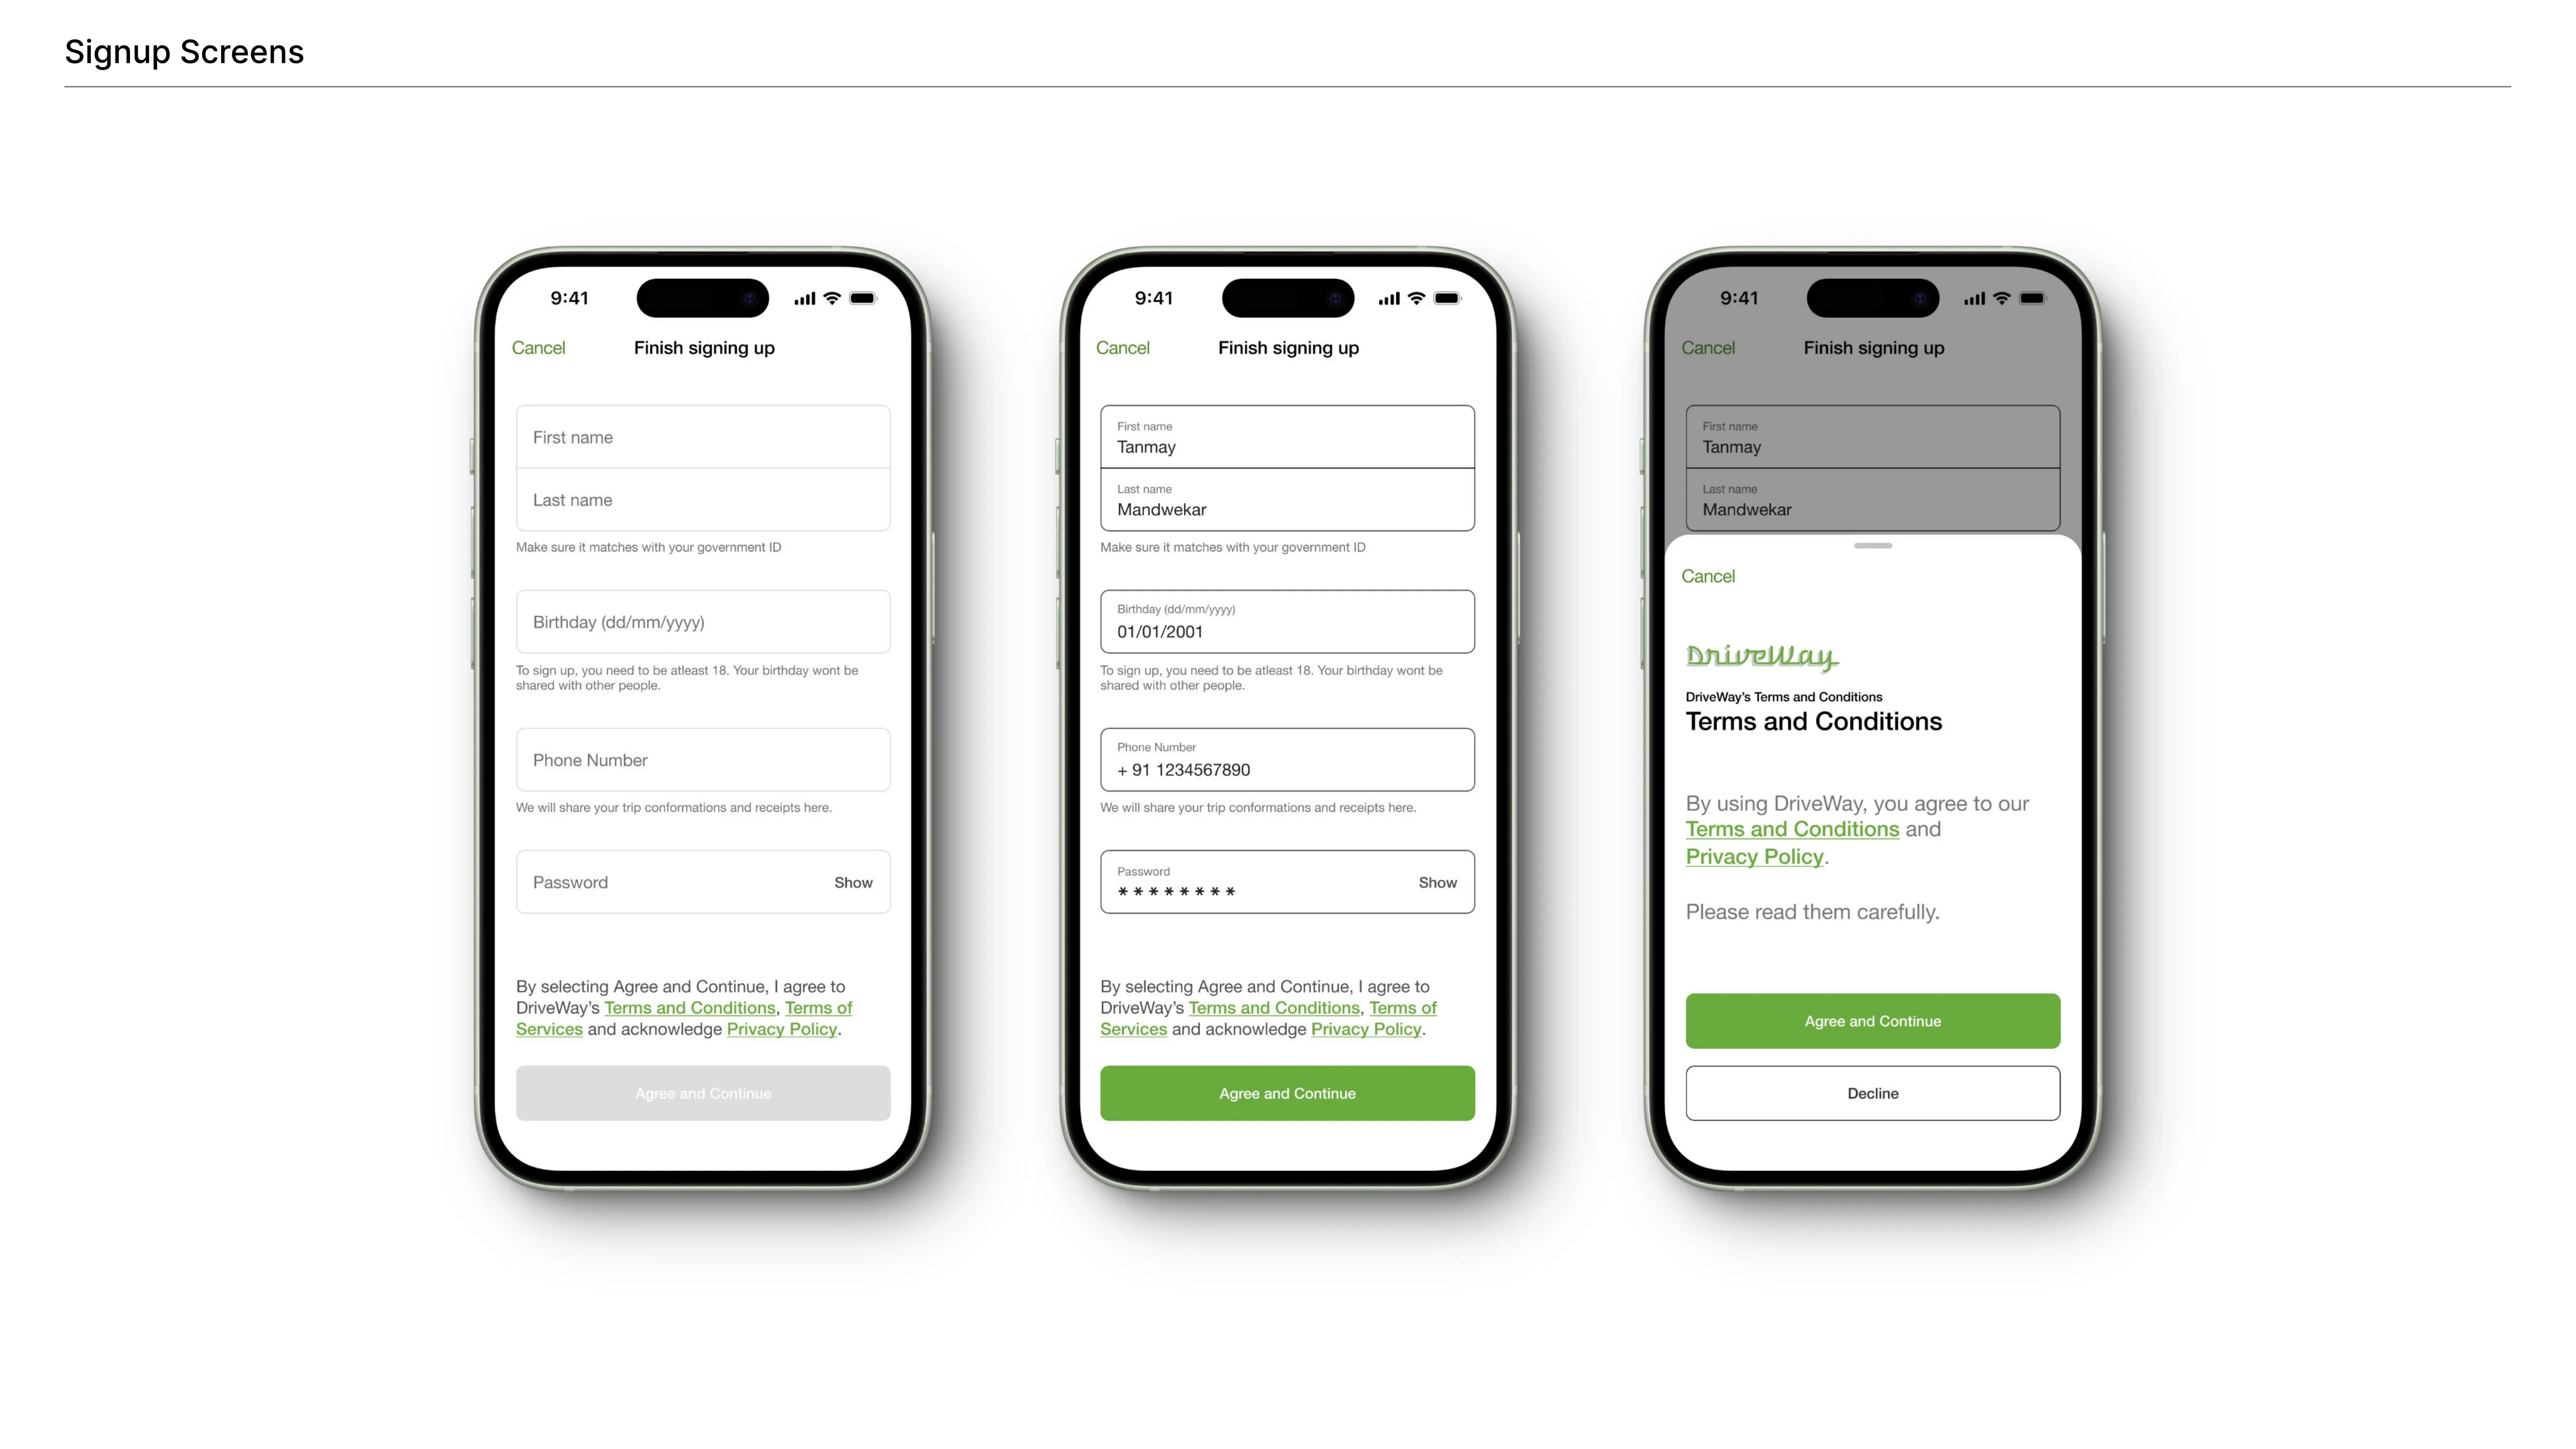 Signup Screens
9:41
Cancel
Finish signing up
First name
Last name
Make sure it matches with your government ID
Birthday (dd/mm/yyyy)
To sign up, you need to be atleast 18. Your birthday wont be
shared with other people.
Phone Number
We will share your trip conformations and receipts here.
Password
Show
By selecting Agree and Continue, I agree to
DriveWay’s Terms and Conditions, Terms of
Services and acknowledge Privacy Policy.
Agree and Continue
9:41
Cancel
Finish signing up
First name
Tanmay
Last name
Mandwekar
Make sure it matches with your government ID
Birthday (dd/mm/yyyy)
01/01/2001
To sign up, you need to be atleast 18. Your birthday wont be
shared with other people.
Phone Number
+ 91 1234567890
We will share your trip conformations and receipts here.
Password
* * * * * * * *
Show
By selecting Agree and Continue, I agree to
DriveWay’s Terms and Conditions, Terms of
Services and acknowledge Privacy Policy.
Agree and Continue
9:41
Cancel
Finish signing up
First name
Tanmay
Last name
Mandwekar
Cancel
DriveWay
DriveWay’s Terms and Conditions
Terms and Conditions
By using DriveWay, you agree to our
Terms and Conditions and
Privacy Policy.
Please read them carefully.
Agree and Continue
Decline